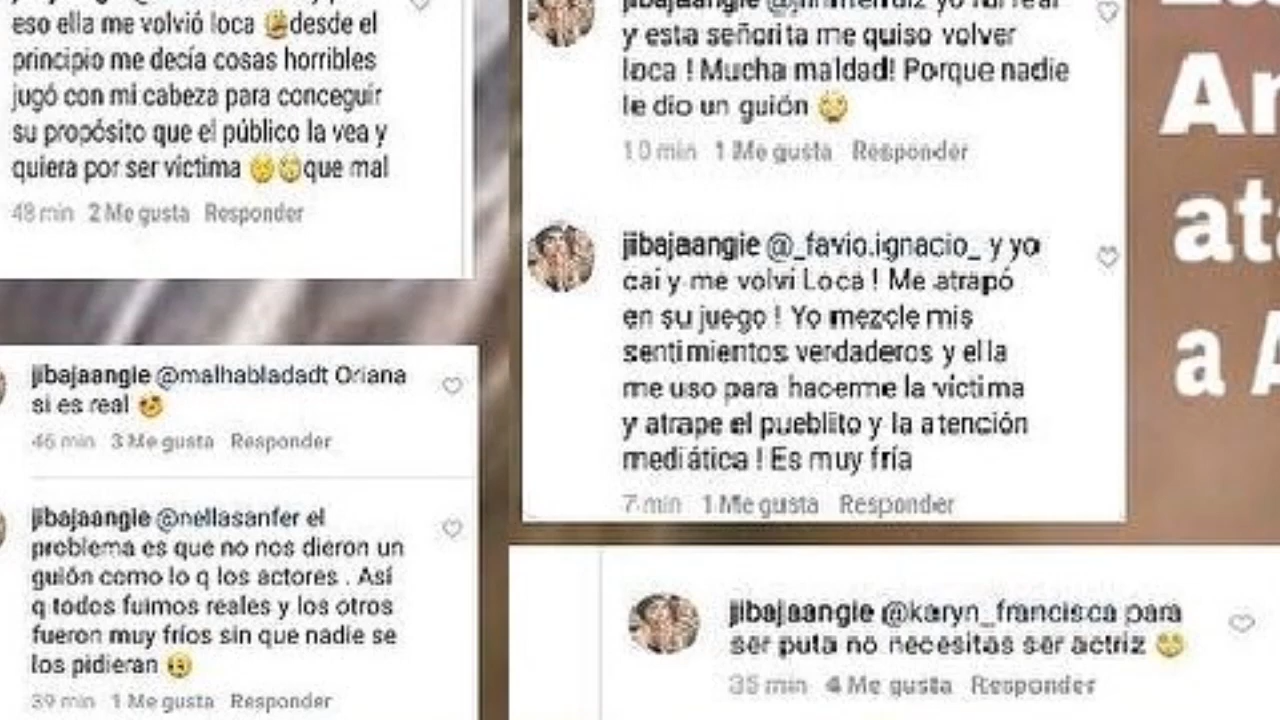 eso ella me volvió loca desde el
principio me decía cosas horribles
jugó con mi cabeza para conceguir
su propósito que el público la vea y
quiera por ser víctima que mal
48 min 2 Me gusta Responder
jibajaangie @malhabladadt Oriana
si es real
46 min 3 Me gusta Responder
jibajaangie @nellasanfer el
problema es que no nos dieron un
guión como lo q los actores . Así
q todos fuimos reales y los otros
fueron muy fríos sin que nadie se
los pidieran
39 min 1 Me gusta Responder
y esta señorita me quiso volver
loca ! Mucha maldad! Porque nadie
le dio un guión
10 min 1 Me gusta Responder
jibajaangie @_favio.ignacio_ y yo
cai y me volví Loca ! Me atrapó
en su juego ! Yo mezcle mis
sentimientos verdaderos y ella
me uso para hacerme la victima
y atrape el pueblito y la atención
mediática ! Es muy fría
7 min 1 Me gusta Responder
jibajaangie @karyn_francisca para
ser puta no necesitas ser actriz
35 min 4 Me gusta Responder
a A